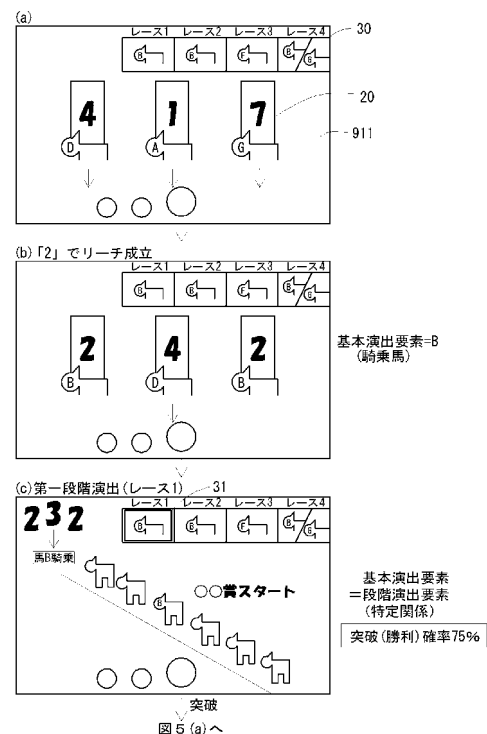 (a)
レース1 レース2 レース3 レース4
B B E B B
30
4 1 7
20
D A G
911
(b)「2」でリーチ成立
レース1 レース2 レース3 レース4
B B E B B
2 4 2
B D B
基本演出要素=B
(騎乗馬)
(c)第一段階演出(レース1)
31
レース1 レース2 レース3 レース4
B B E B B
232
馬B騎乗
B
○○賞スタート
基本演出要素
=段階演出要素
(特定関係)
突破(勝利)確率75%
突破
図5(a)へ